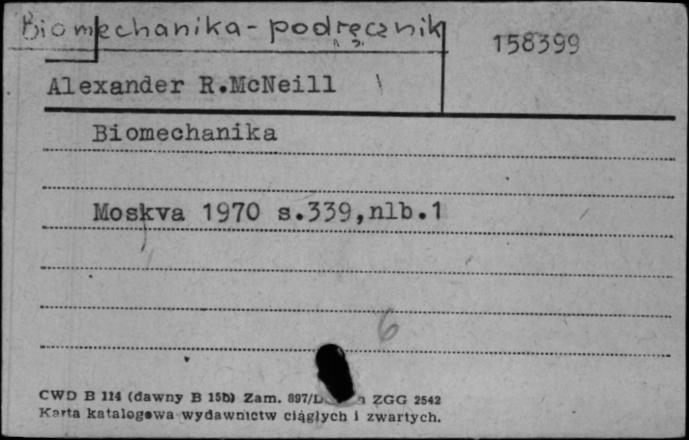 Biomechanika - podręcznik
158399
Alexander R.McNeill
Biomechanika
Moskva 1970 s.339,nlb.1
6
CWD B 114 (dawny B 15b) Zam. 897/ ZGG 2542
Karta katalogowa wydawnictw ciągłych i zwartych.